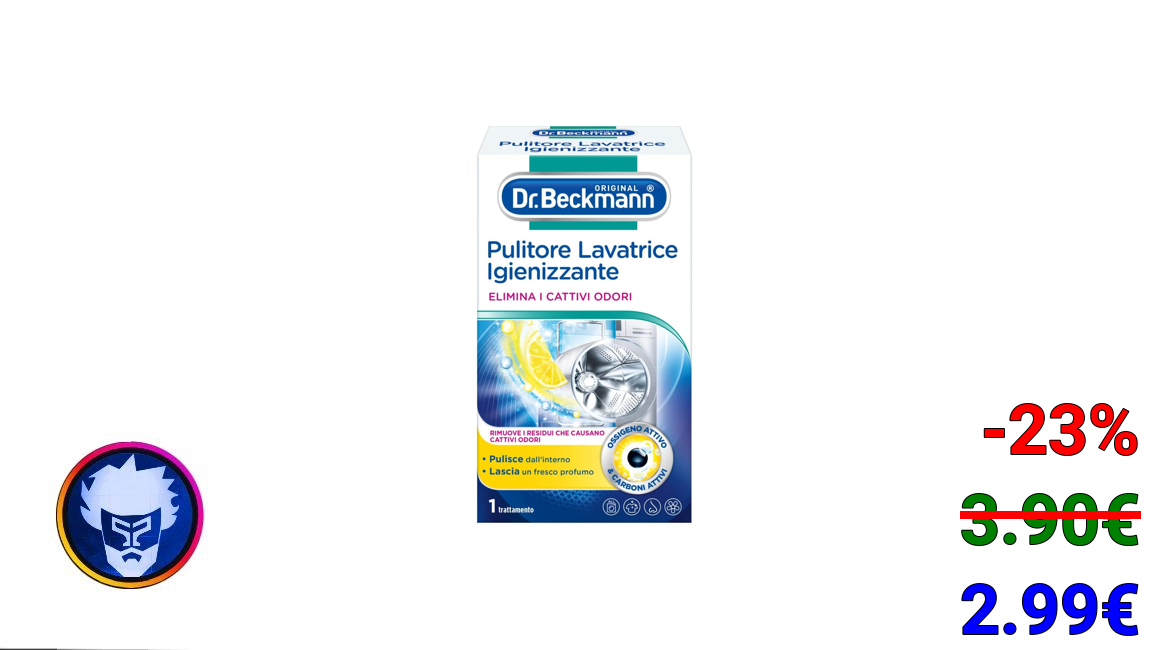 Dr.Beckmann
Pulitore Lavatrice
Igienizzante
ORIGINAL ®
Dr.Beckmann
Pulitore Lavatrice
Igienizzante
ELIMINA I CATTIVI ODORI
RIMUOVE I RESIDUI CHE CAUSANO
CATTIVI ODORI
• Pulisce dall'interno
• Lascia un fresco profumo
OSSIGENO ATTIVO
& CARBONI ATTIVI
1 trattamento
-23%
3.90€
2.99€